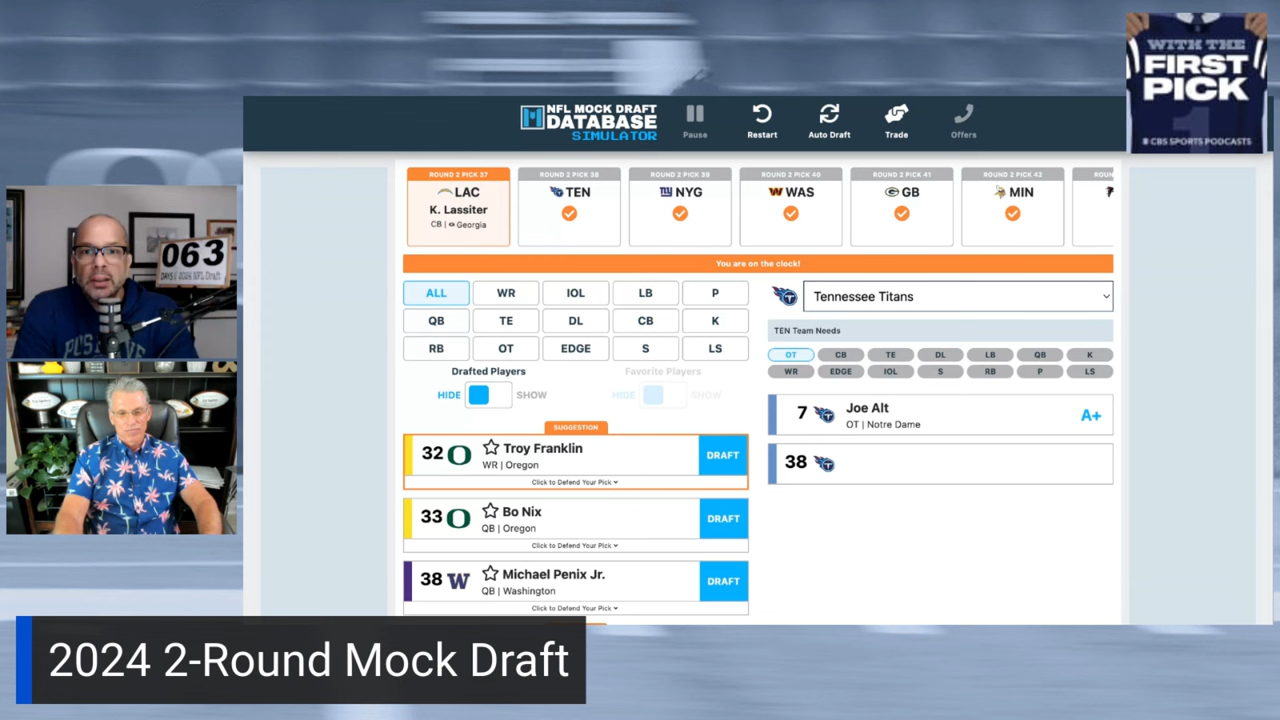 WITH THE
FIRST
PICK
1
CBS SPORTS PODCASTS
NFL MOCK DRAFT
DATABASE
SIMULATOR
Pause
Restart
Auto Draft
Trade
Offers
ROUND 2 PICK 37
LAC
K. Lassiter
CB | Georgia
ROUND 2 PICK 38
TEN
ROUND 2 PICK 39
NYG
ROUND 2 PICK 40
WAS
ROUND 2 PICK 41
GB
ROUND 2 PICK 42
MIN
ROUN
You are on the clock!
ALL WR IOL LB P
QB TE DL CB K
RB OT EDGE S LS
Drafted Players
HIDE SHOW
Favorite Players
HIDE SHOW
Tennessee Titans
TEN Team Needs
OT CB TE DL LB QB K
WR EDGE IOL S RB P LS
7 Joe Alt A+
OT | Notre Dame
38
SUGGESTION
32 Troy Franklin DRAFT
WR | Oregon
Click to Defend Your Pick
33 Bo Nix DRAFT
QB | Oregon
Click to Defend Your Pick
38 W Michael Penix Jr. DRAFT
QB | Washington
Click to Defend Your Pick
063
2024 2-Round Mock Draft